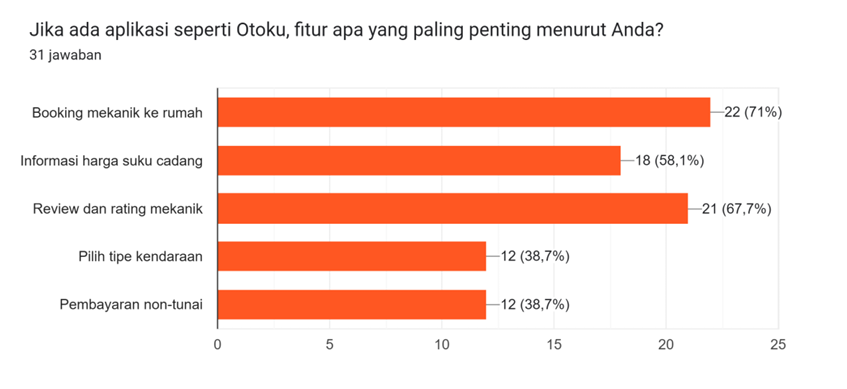 Jika ada aplikasi seperti Otoku, fitur apa yang paling penting menurut Anda?
31 jawaban
Booking mekanik ke rumah 22 (71%)
Informasi harga suku cadang 18 (58,1%)
Review dan rating mekanik 21 (67,7%)
Pilih tipe kendaraan 12 (38,7%)
Pembayaran non-tunai 12 (38,7%)
0 5 10 15 20 25